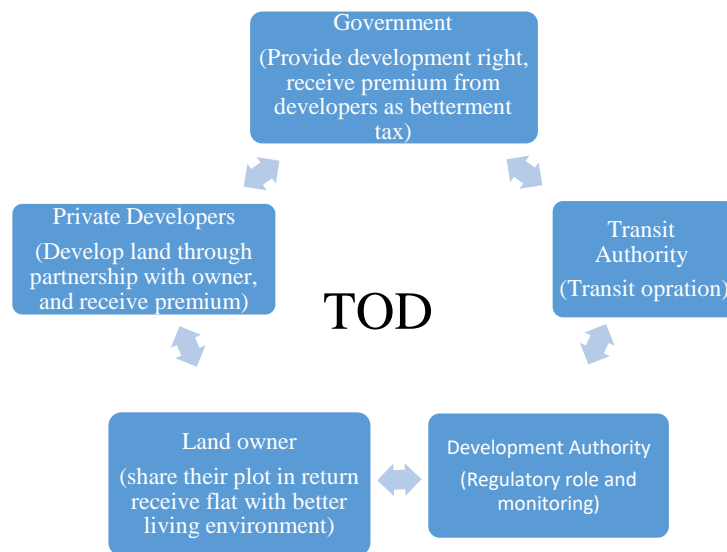 Government
(Provide development right,
receive premium from
developers as betterment
tax)
Private Developers
(Develop land through
partnership with owner,
and receive premium)
Transit
Authority
(Transit opration)
TOD
Land owner
(share their plot in return
receive flat with better
living environment)
Development Authority
(Regulatory role and
monitoring)